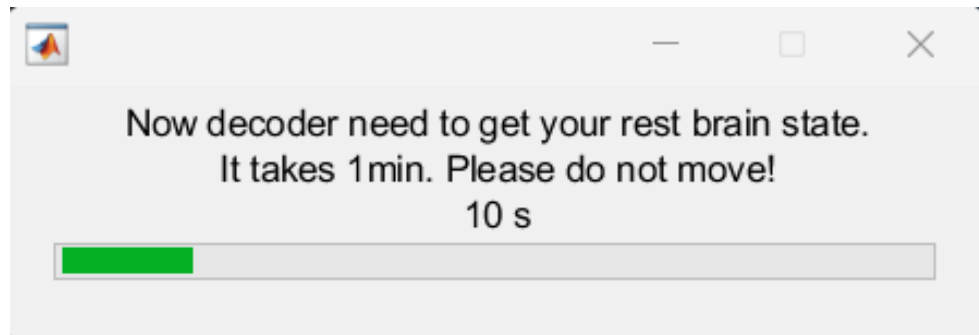 Now decoder need to get your rest brain state.
It takes 1min. Please do not move!
10 s